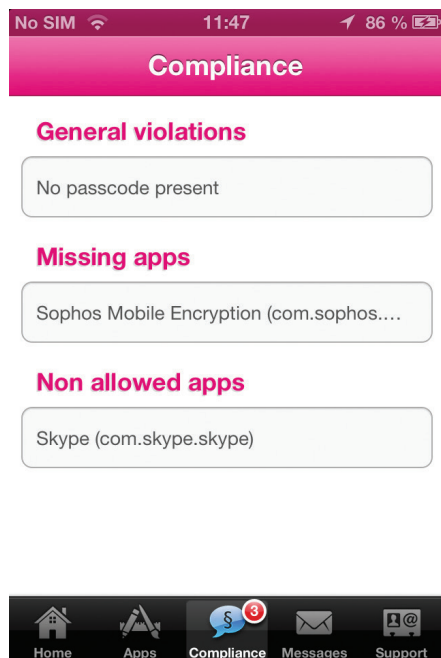 No SIM 11:47 86 %
Compliance
General violations
No passcode present
Missing apps
Sophos Mobile Encryption (com.sophos.…
Non allowed apps
Skype (com.skype.skype)
§ 3 @
Home Apps Compliance Messages Support